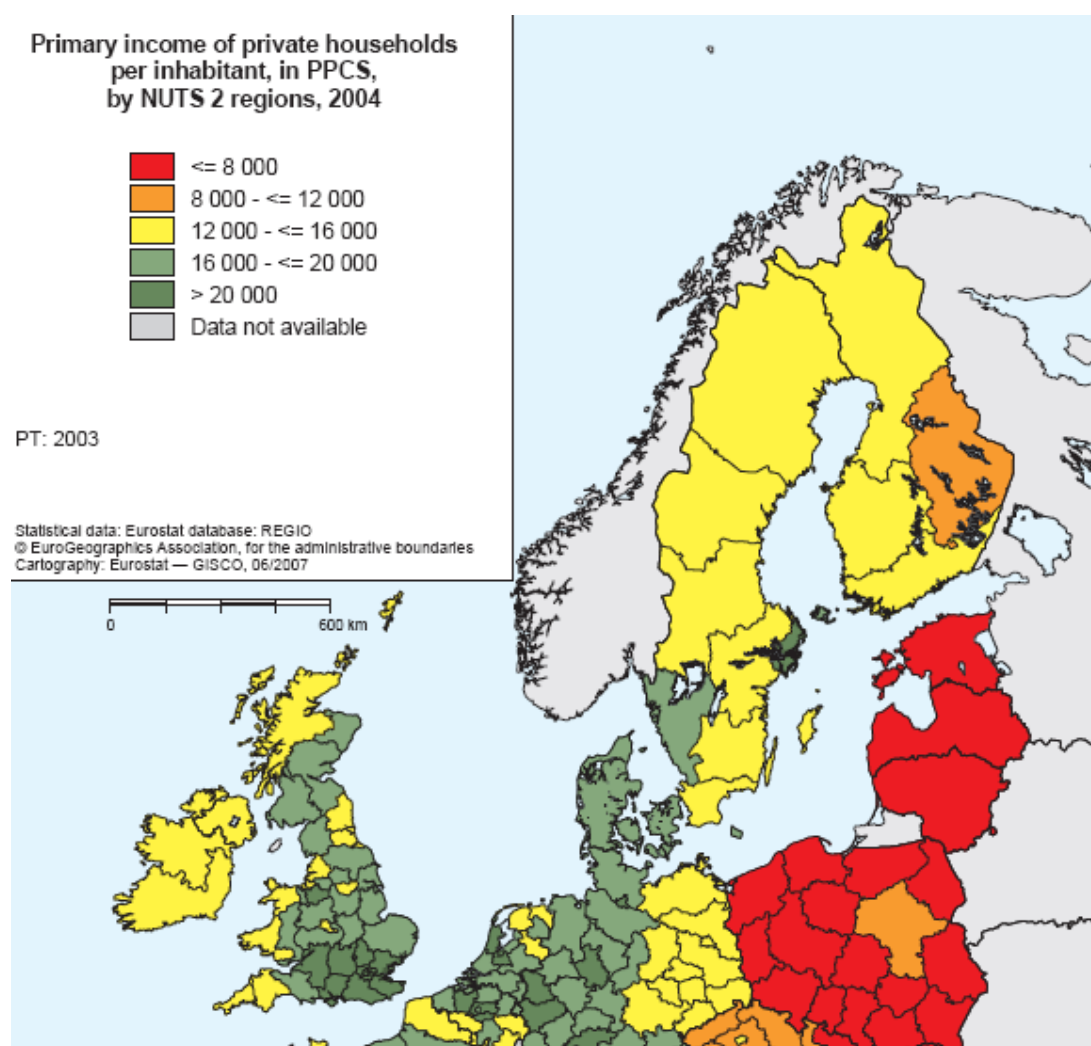 Primary income of private households
per inhabitant, in PPCS,
by NUTS 2 regions, 2004
<= 8 000
8 000 - <= 12 000
12 000 - <= 16 000
16 000 - <= 20 000
> 20 000
Data not available
PT: 2003
Statistical data: Eurostat database: REGIO
© EuroGeographics Association, for the administrative boundaries
Cartography: Eurostat — GISCO, 06/2007
0 600 km